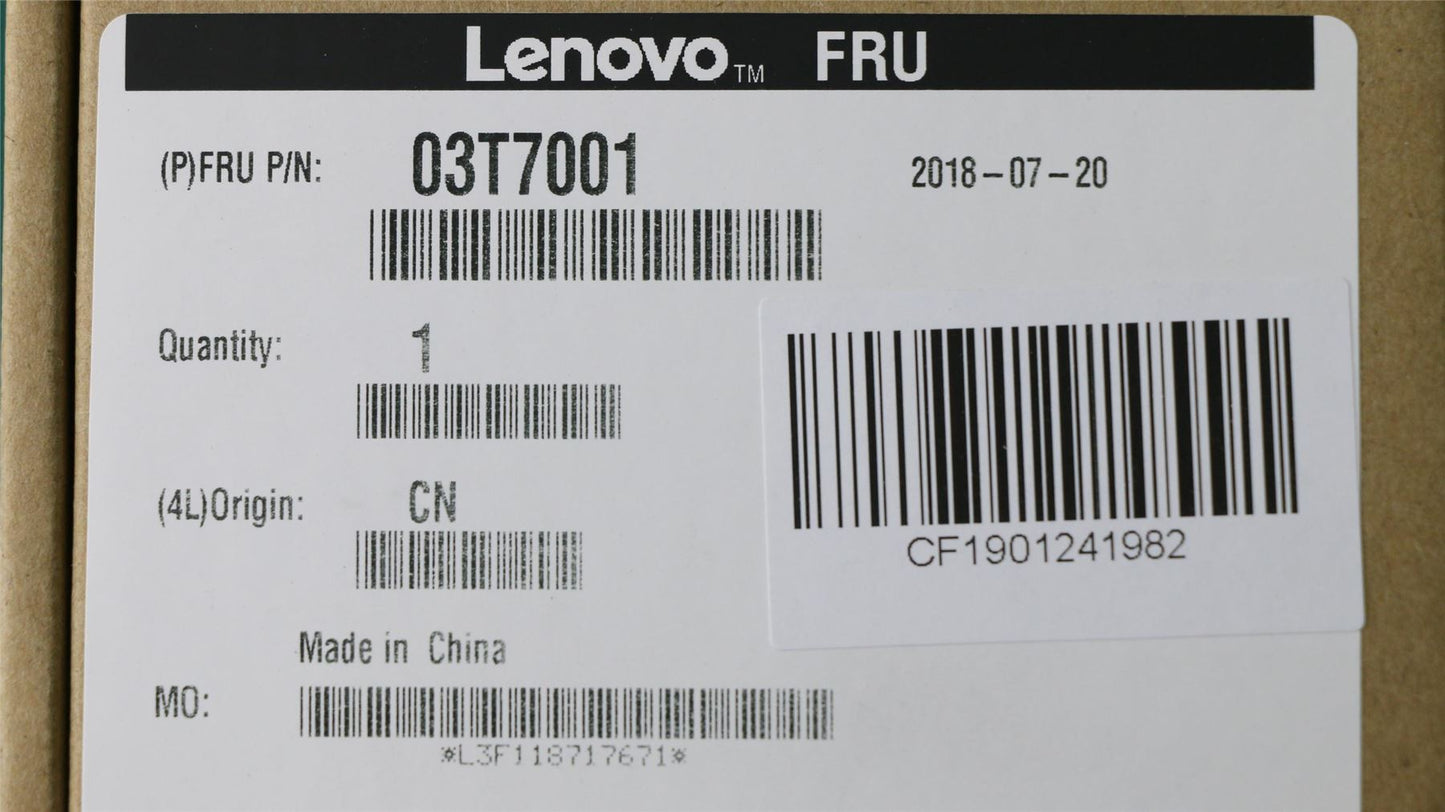 Lenovo™ FRU
(P)FRU P/N: 03T7001 2018-07-20
Quantity: 1
(4L)Origin: CN
CF1901241982
Made in China
MO:
*L3F118717671*